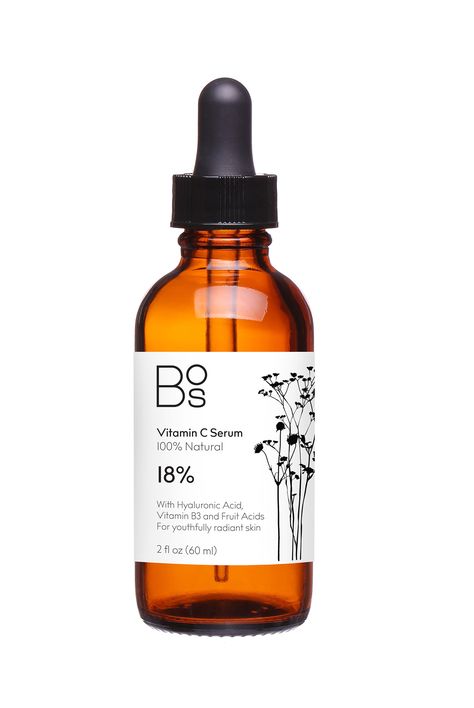 Bos
Vitamin C Serum
100% Natural
18%
With Hyaluronic Acid,
Vitamin B3 and Fruit Acids
For youthfully radiant skin
2 fl oz (60 ml)